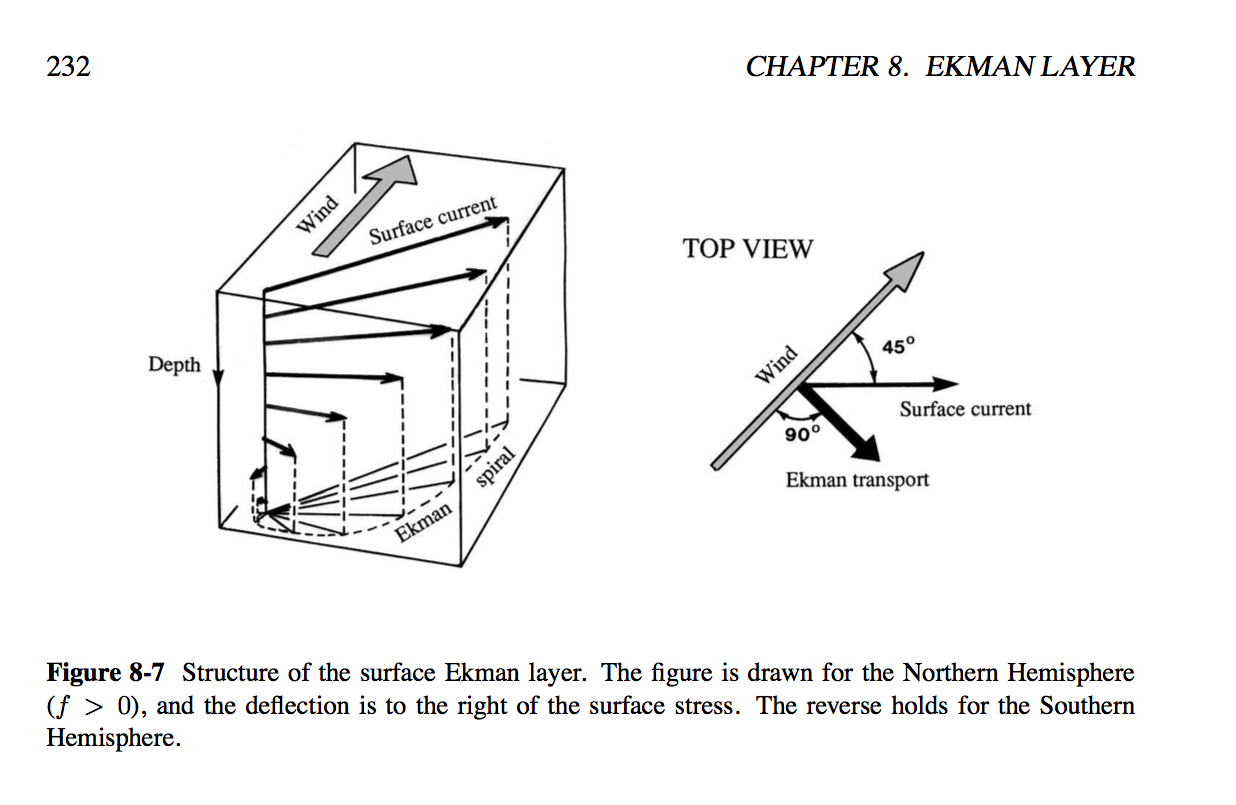 232
CHAPTER 8. EKMAN LAYER
Wind
Surface current
Depth
Ekman
spiral
TOP VIEW
Wind
45°
Surface current
90°
Ekman transport
Figure 8-7 Structure of the surface Ekman layer. The figure is drawn for the Northern Hemisphere
(f > 0), and the deflection is to the right of the surface stress. The reverse holds for the Southern
Hemisphere.